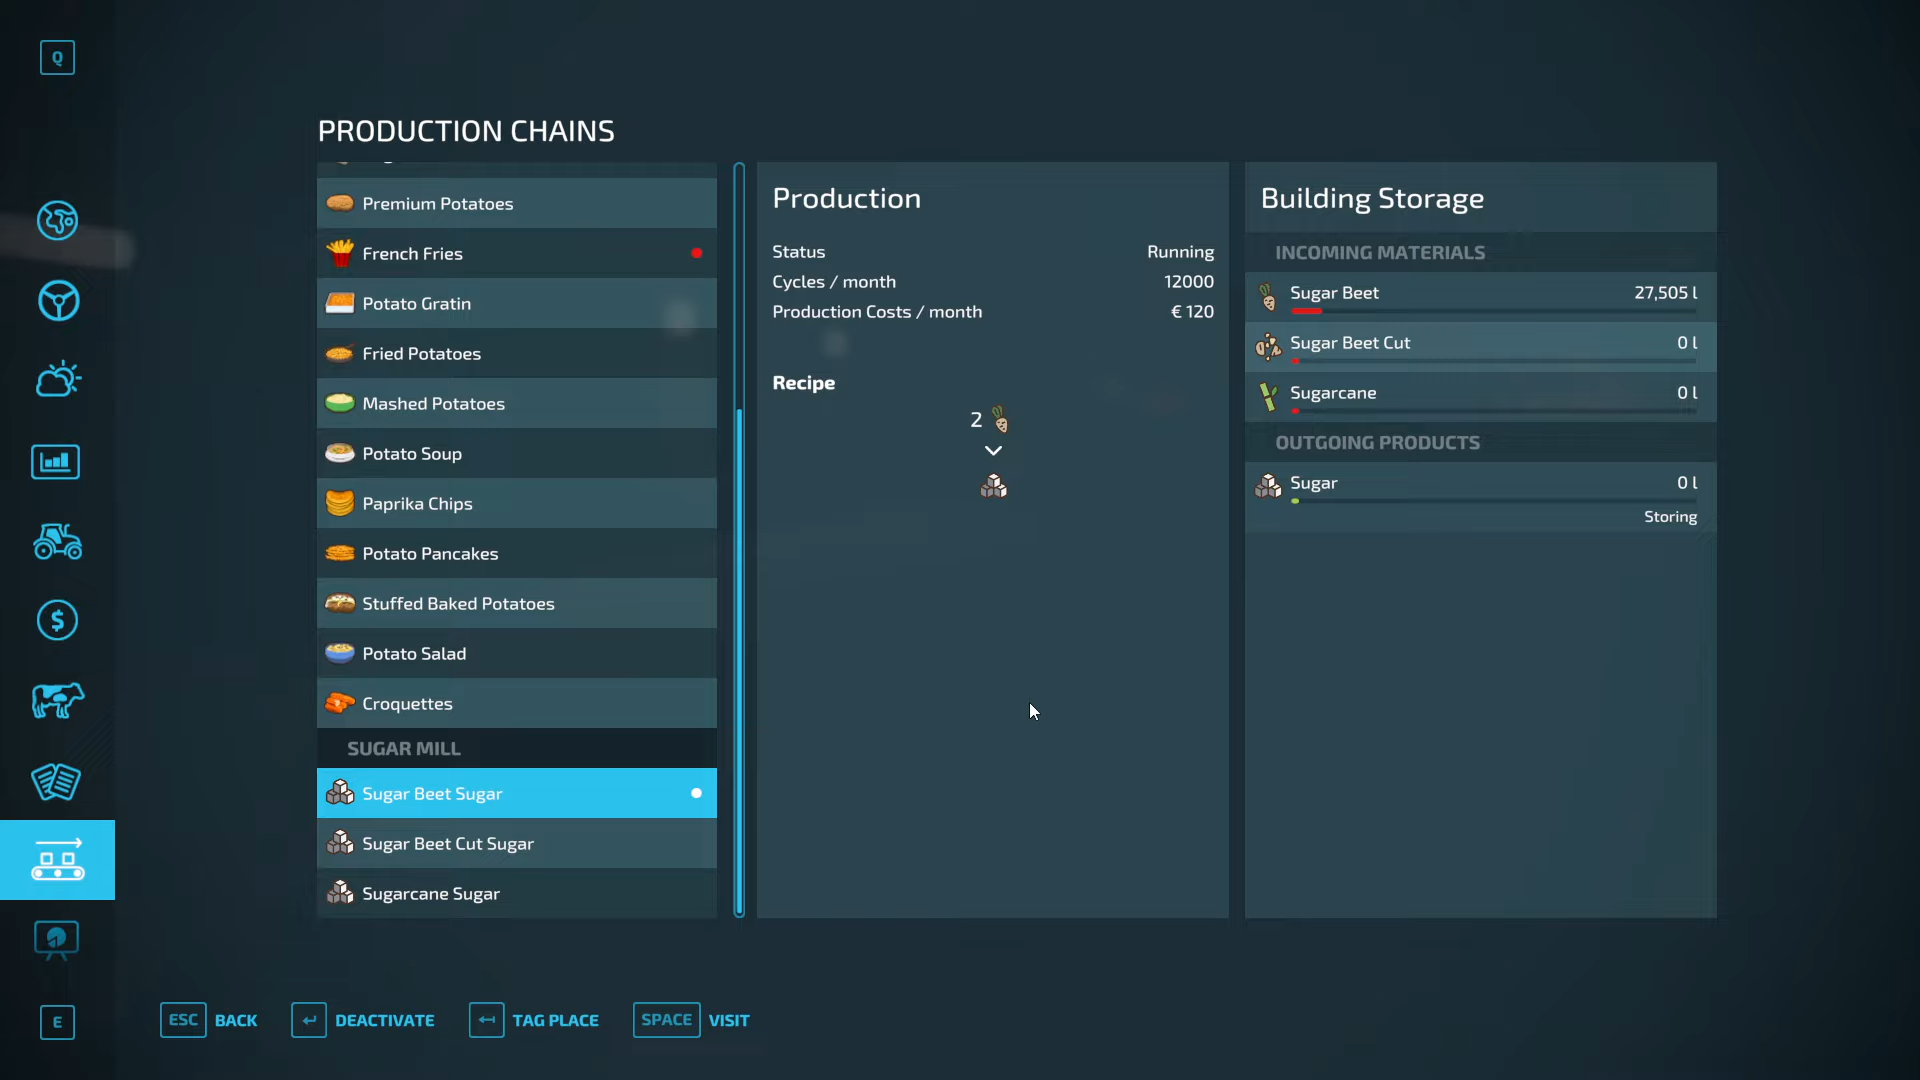 Q
PRODUCTION CHAINS
Premium Potatoes
French Fries
Potato Gratin
Fried Potatoes
Mashed Potatoes
Potato Soup
Paprika Chips
Potato Pancakes
Stuffed Baked Potatoes
Potato Salad
Croquettes
SUGAR MILL
Sugar Beet Sugar
Sugar Beet Cut Sugar
Sugarcane Sugar
Production
Status Running
Cycles / month 12000
Production Costs / month € 120
Recipe
2
Building Storage
INCOMING MATERIALS
Sugar Beet 27,505 l
Sugar Beet Cut 0 l
Sugarcane 0 l
OUTGOING PRODUCTS
Sugar 0 l
Storing
E
ESC BACK DEACTIVATE TAG PLACE SPACE VISIT